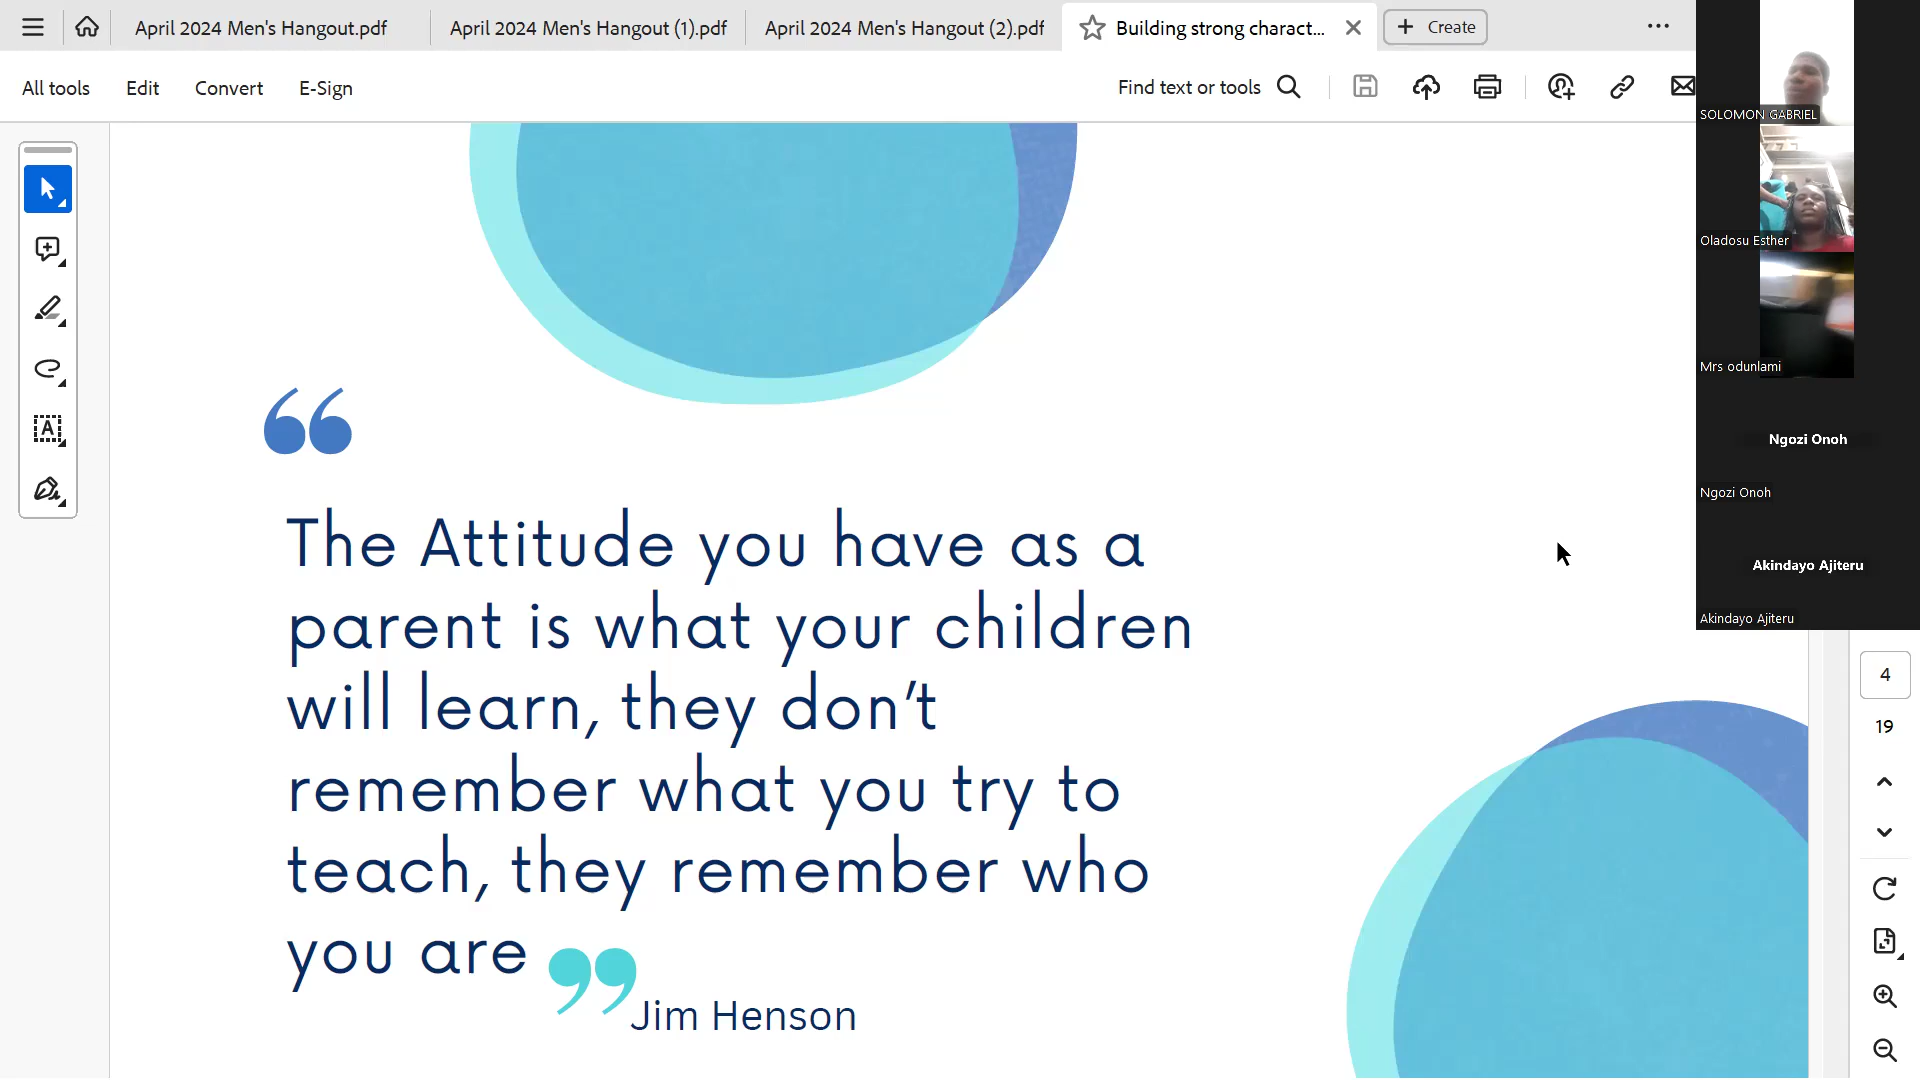 April 2024 Men's Hangout.pdf
April 2024 Men's Hangout (1).pdf
April 2024 Men's Hangout (2).pdf
Building strong charact...
Create
All tools
Edit
Convert
E-Sign
Find text or tools
SOLOMON GABRIEL
Oladosu Esther
Mrs odunlami
Ngozi Onoh
Ngozi Onoh
Akindayo Ajiteru
Akindayo Ajiteru
“
The Attitude you have as a
parent is what your children
will learn, they don’t
remember what you try to
teach, they remember who
you are ”
Jim Henson
4
19